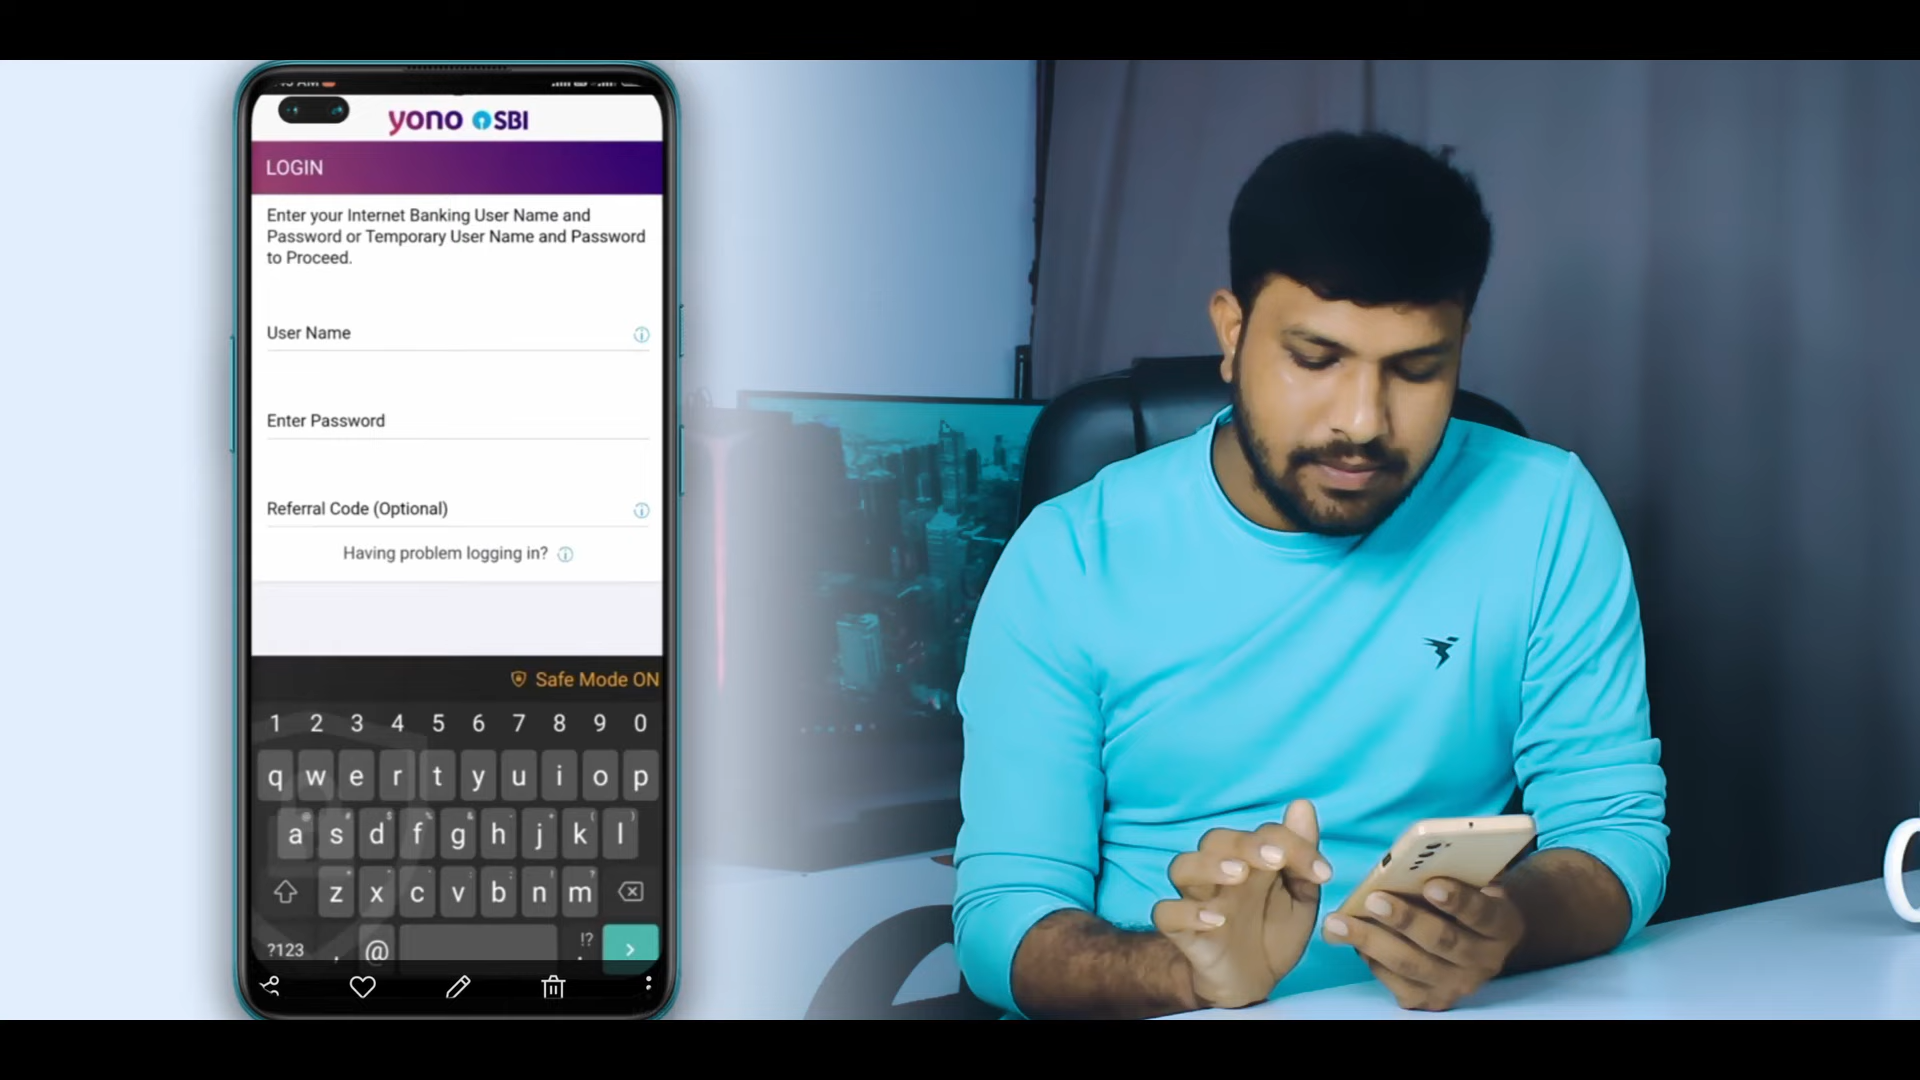 yono SBI
LOGIN
Enter your Internet Banking User Name and
Password or Temporary User Name and Password
to Proceed.
User Name
Enter Password
Referral Code (Optional)
Having problem logging in?
Safe Mode ON
1 2 3 4 5 6 7 8 9 0
q w e r t y u i o p
a s d f g h j k l
z x c v b n m
?123 , @ !? .